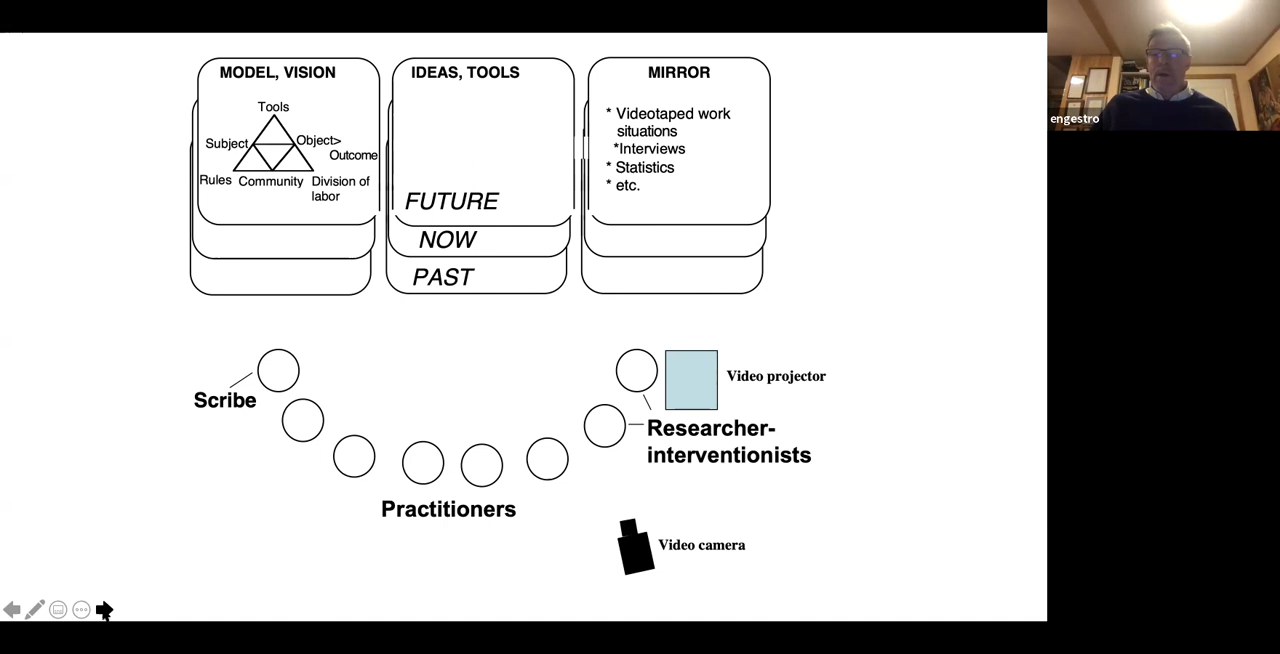 MODEL, VISION
Tools
Subject
Object>
Outcome
Rules
Community
Division of
labor
IDEAS, TOOLS
FUTURE
NOW
PAST
MIRROR
* Videotaped work
situations
*Interviews
* Statistics
* etc.
engestro
Scribe
Practitioners
Video projector
Researcher-
interventionists
Video camera